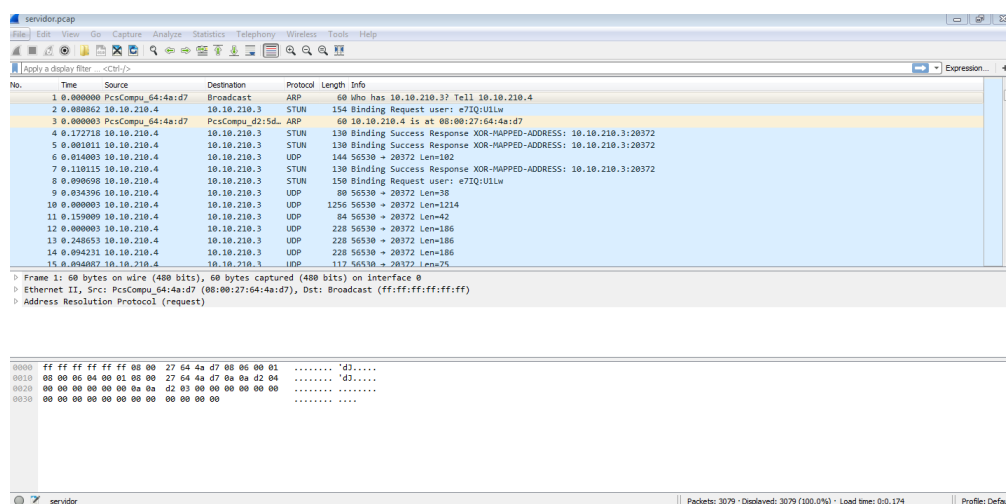 servidor.pcap
File Edit View Go Capture Analyze Statistics Telephony Wireless Tools Help
Apply a display filter ... <Ctrl-/> Expression... +
No. Time Source Destination Protocol Length Info
1 0.000000 PcsCompu_64:4a:d7 Broadcast ARP 60 Who has 10.10.210.3? Tell 10.10.210.4
2 0.080862 10.10.210.4 10.10.210.3 STUN 154 Binding Request user: e7IQ:U1Lw
3 0.000003 PcsCompu_64:4a:d7 PcsCompu_d2:5d… ARP 60 10.10.210.4 is at 08:00:27:64:4a:d7
4 0.172718 10.10.210.4 10.10.210.3 STUN 130 Binding Success Response XOR-MAPPED-ADDRESS: 10.10.210.3:20372
5 0.001011 10.10.210.4 10.10.210.3 STUN 130 Binding Success Response XOR-MAPPED-ADDRESS: 10.10.210.3:20372
6 0.014003 10.10.210.4 10.10.210.3 UDP 144 56530 → 20372 Len=102
7 0.110115 10.10.210.4 10.10.210.3 STUN 130 Binding Success Response XOR-MAPPED-ADDRESS: 10.10.210.3:20372
8 0.090698 10.10.210.4 10.10.210.3 STUN 150 Binding Request user: e7IQ:U1Lw
9 0.034396 10.10.210.4 10.10.210.3 UDP 80 56530 → 20372 Len=38
10 0.000003 10.10.210.4 10.10.210.3 UDP 1256 56530 → 20372 Len=1214
11 0.159009 10.10.210.4 10.10.210.3 UDP 84 56530 → 20372 Len=42
12 0.000003 10.10.210.4 10.10.210.3 UDP 228 56530 → 20372 Len=186
13 0.248653 10.10.210.4 10.10.210.3 UDP 228 56530 → 20372 Len=186
14 0.094231 10.10.210.4 10.10.210.3 UDP 228 56530 → 20372 Len=186
15 0.094087 10.10.210.4 10.10.210.3 UDP 117 56530 → 20372 Len=75
Frame 1: 60 bytes on wire (480 bits), 60 bytes captured (480 bits) on interface 0
Ethernet II, Src: PcsCompu_64:4a:d7 (08:00:27:64:4a:d7), Dst: Broadcast (ff:ff:ff:ff:ff:ff)
Address Resolution Protocol (request)
0000 ff ff ff ff ff ff 08 00 27 64 4a d7 08 06 00 01 ........ 'dJ.....
0010 08 00 06 04 00 01 08 00 27 64 4a d7 0a 0a d2 04 ........ 'dJ.....
0020 00 00 00 00 00 00 0a 0a d2 03 00 00 00 00 00 00 ........ ........
0030 00 00 00 00 00 00 00 00 00 00 00 00 ........ ....
servidor Packets: 3079 · Displayed: 3079 (100.0%) · Load time: 0:0.174 Profile: Defau